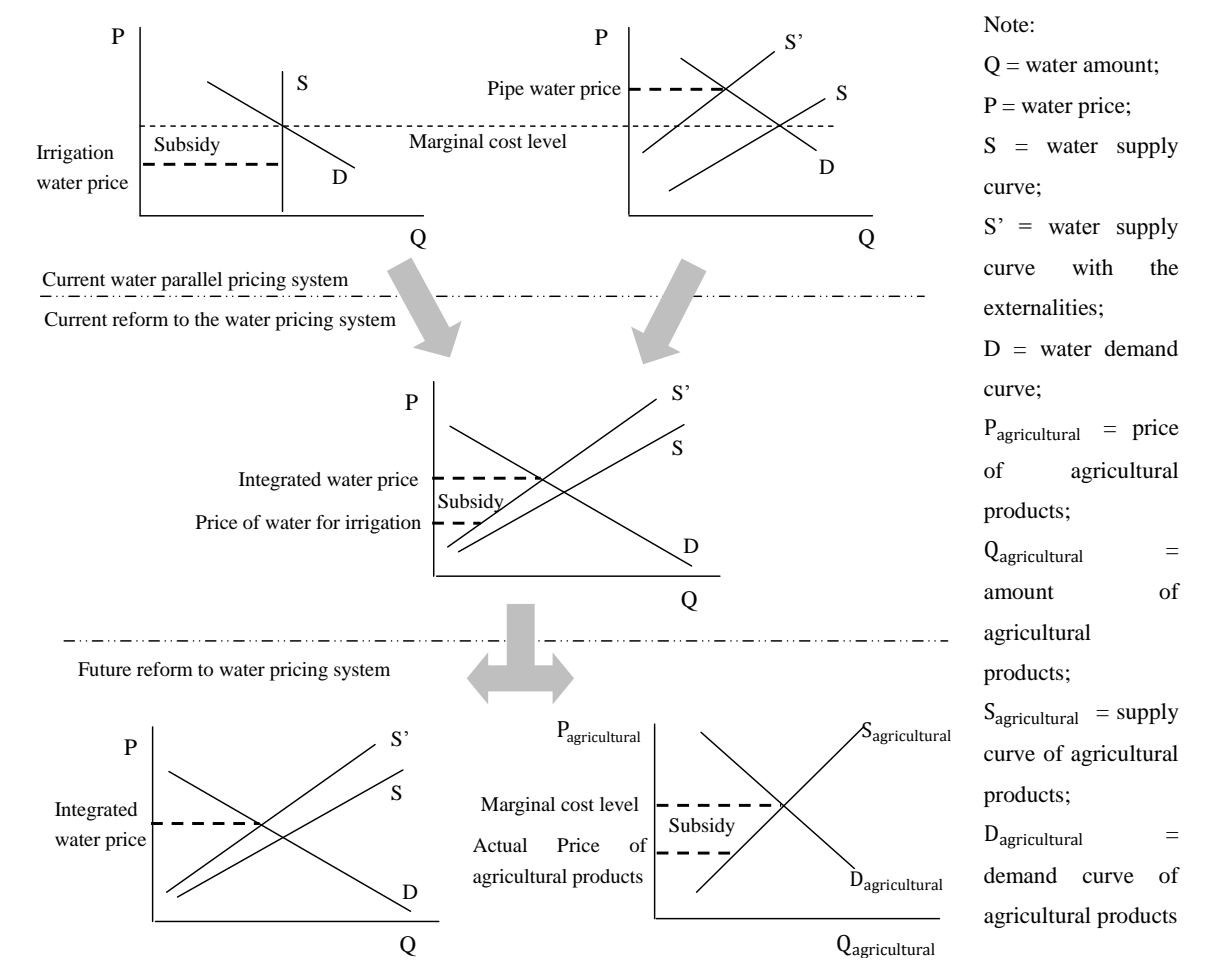 P
S
Subsidy
Irrigation
water price
D
Q
Marginal cost level
P
S’
Pipe water price
S
D
Q
Current water parallel pricing system
Current reform to the water pricing system
P
S’
S
Integrated water price
Subsidy
Price of water for irrigation
D
Q
Future reform to water pricing system
P
S’
S
Integrated
water price
D
Q
Pagricultural
Sagricultural
Marginal cost level
Subsidy
Actual Price of
agricultural products
Dagricultural
Qagricultural
Note:
Q = water amount;
P = water price;
S = water supply
curve;
S’ = water supply
curve with the
externalities;
D = water demand
curve;
Pagricultural = price
of agricultural
products;
Qagricultural =
amount of
agricultural
products;
Sagricultural = supply
curve of agricultural
products;
Dagricultural =
demand curve of
agricultural products